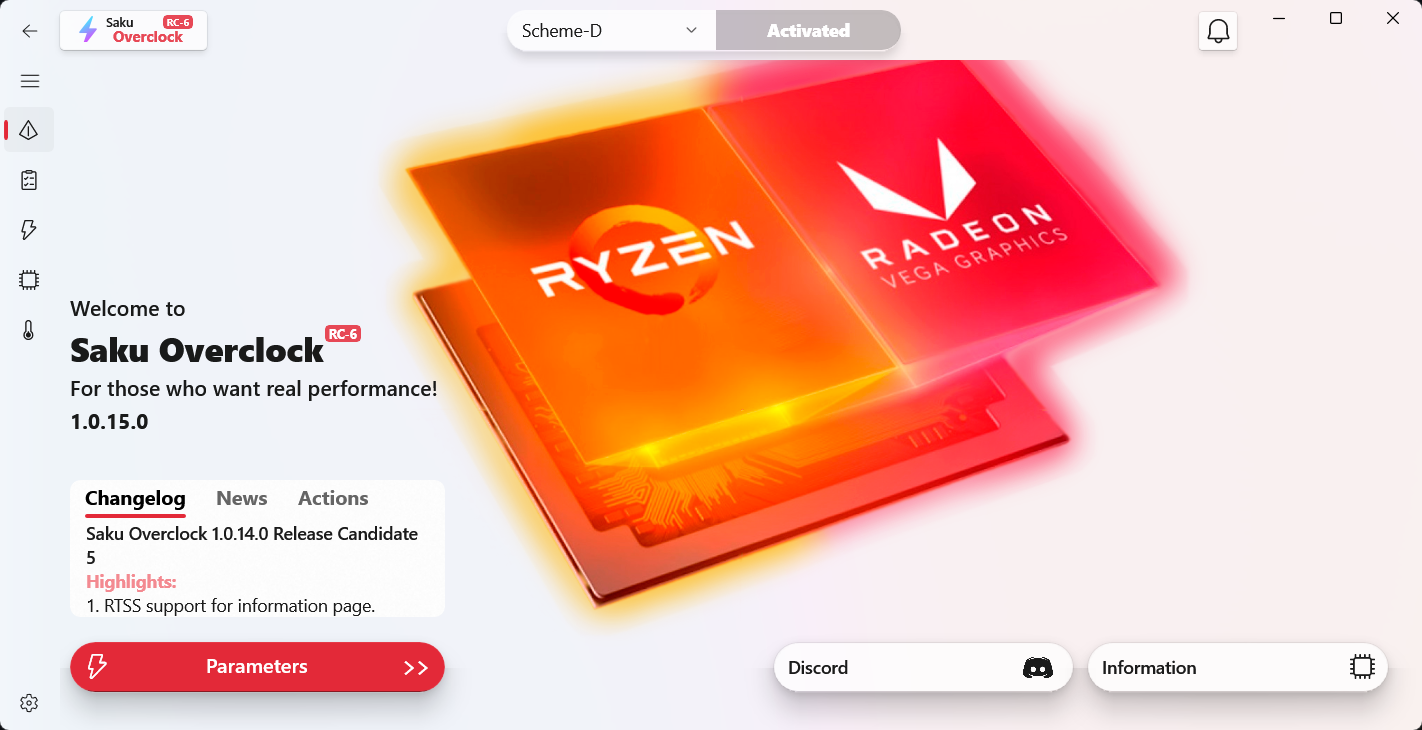 Saku
RC-6
Overclock
Scheme-D
Activated
RYZEN
RADEON
VEGA GRAPHICS
Welcome to
Saku Overclock
RC-6
For those who want real performance!
1.0.15.0
Changelog News Actions
Saku Overclock 1.0.14.0 Release Candidate
5
Highlights:
1. RTSS support for information page.
Parameters
Discord
Information